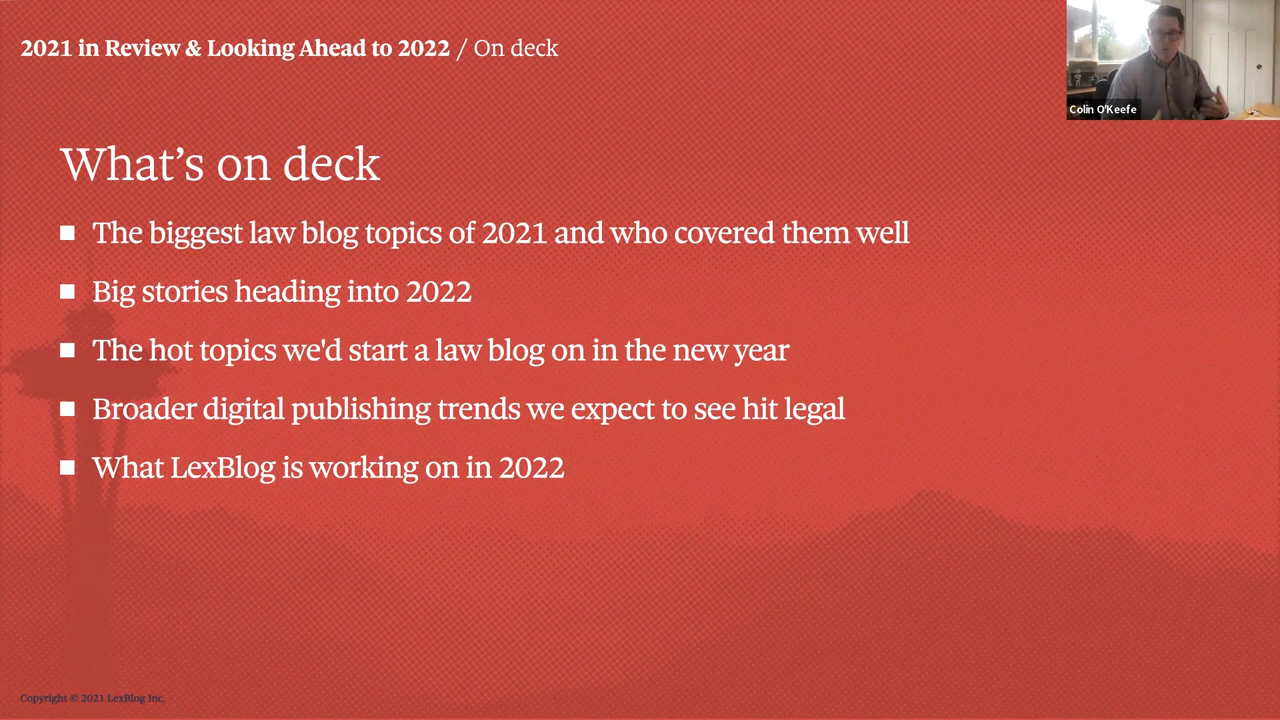 2021 in Review & Looking Ahead to 2022 / On deck
Colin O'Keefe
What’s on deck
The biggest law blog topics of 2021 and who covered them well
Big stories heading into 2022
The hot topics we'd start a law blog on in the new year
Broader digital publishing trends we expect to see hit legal
What LexBlog is working on in 2022
Copyright © 2021 LexBlog Inc.